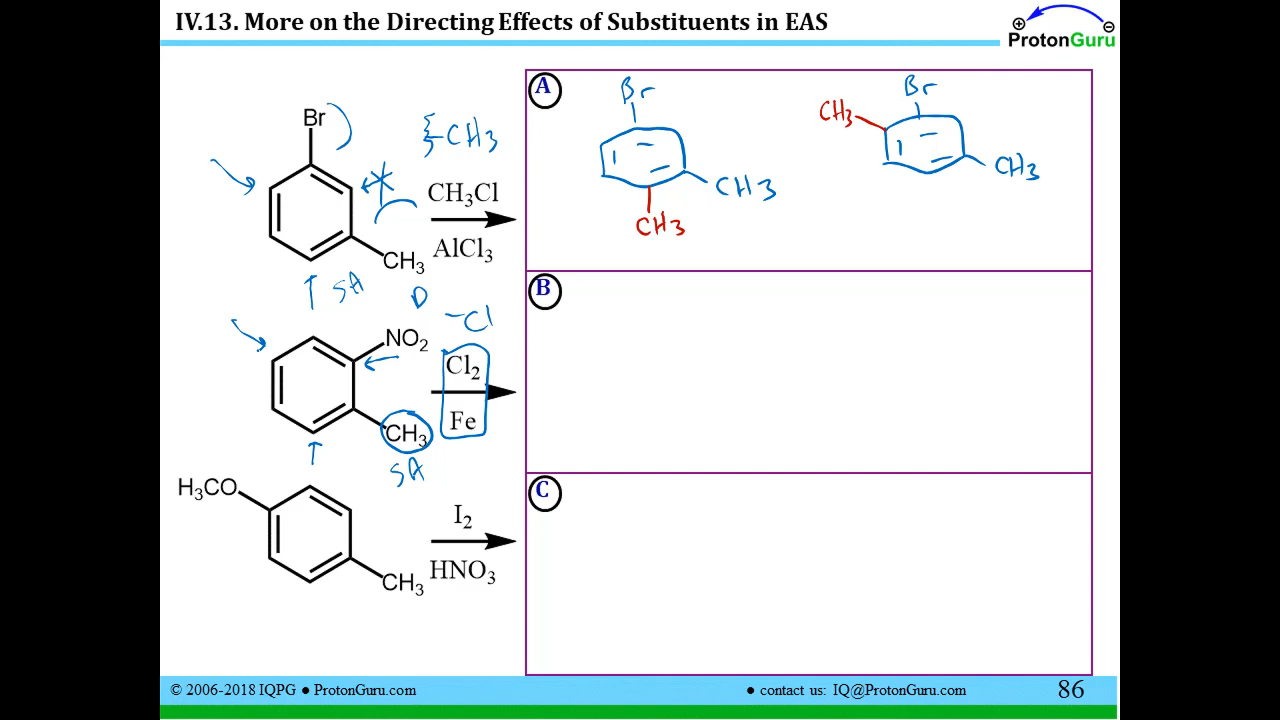 IV.13. More on the Directing Effects of Substituents in EAS
ProtonGuru
Br
CH3
CH₃Cl
AlCl₃
CH₃
SA
D
A
Br
CH3
CH3
Br
CH3
CH3
NO₂
-Cl
Cl₂
Fe
CH₃
SA
B
H₃CO
CH₃
I₂
HNO₃
C
© 2006-2018 IQPG ● ProtonGuru.com
● contact us: IQ@ProtonGuru.com
86